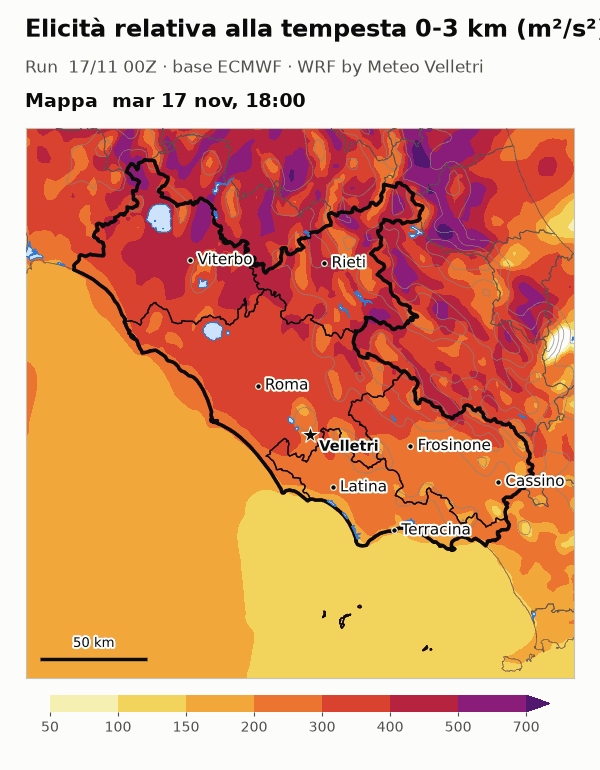 Elicità relativa alla tempesta 0-3 km (m²/s²)
Run 17/11 00Z · base ECMWF · WRF by Meteo Velletri
Mappa mar 17 nov, 18:00
Viterbo
Rieti
Roma
Velletri
Frosinone
Cassino
Latina
Terracina
50 km
50 100 150 200 300 400 500 700